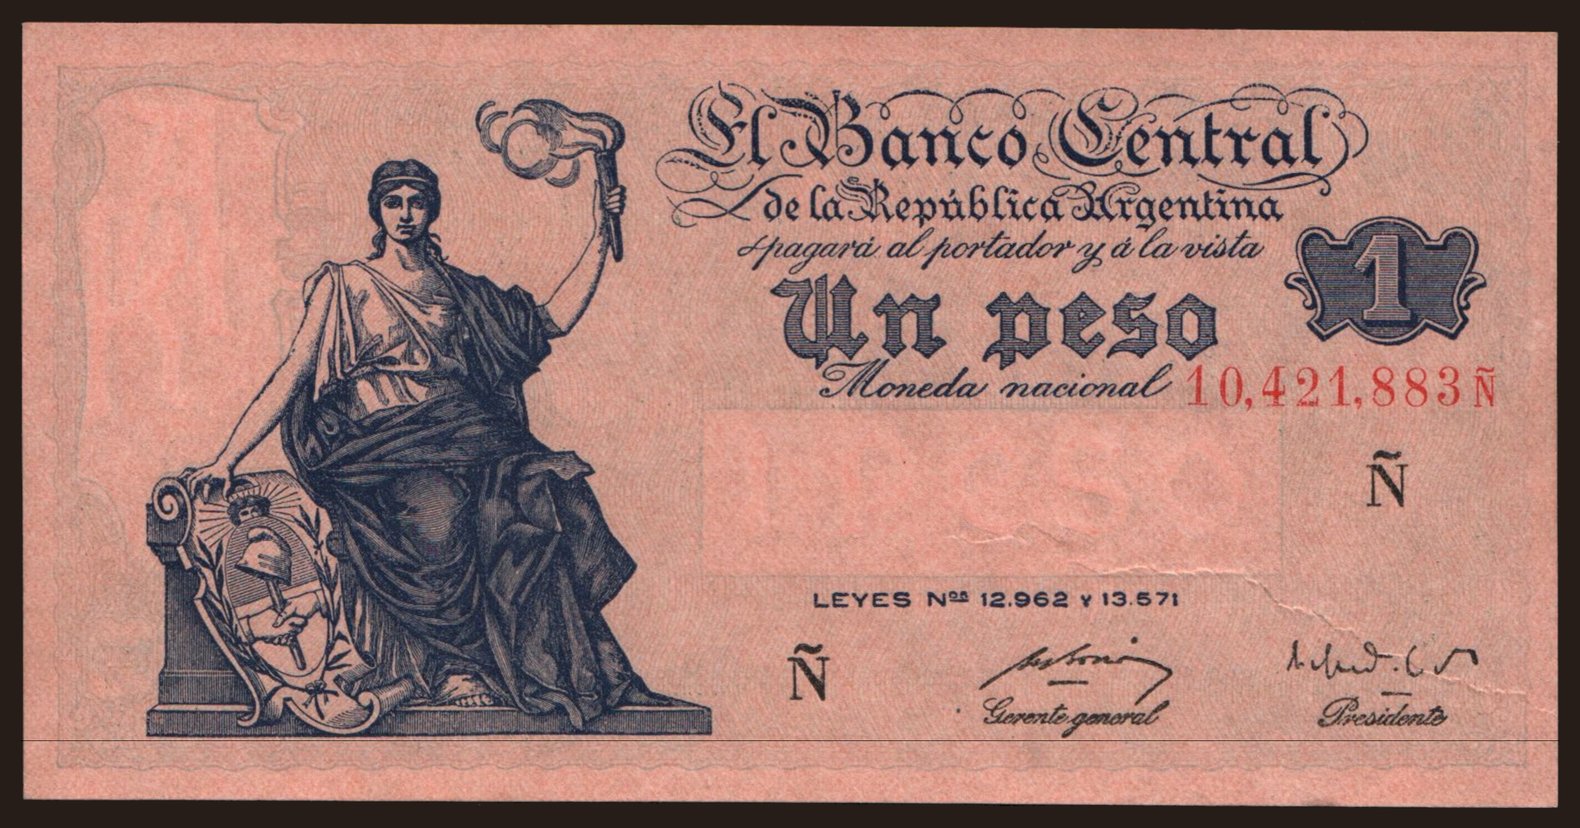 El Banco Central
de la República Argentina
pagará al portador y á la vista
1
Un peso
Moneda nacional 10,421,883 Ñ
Ñ
LEYES Nos 12.962 Y 13.571
Ñ
Gerente general Presidente